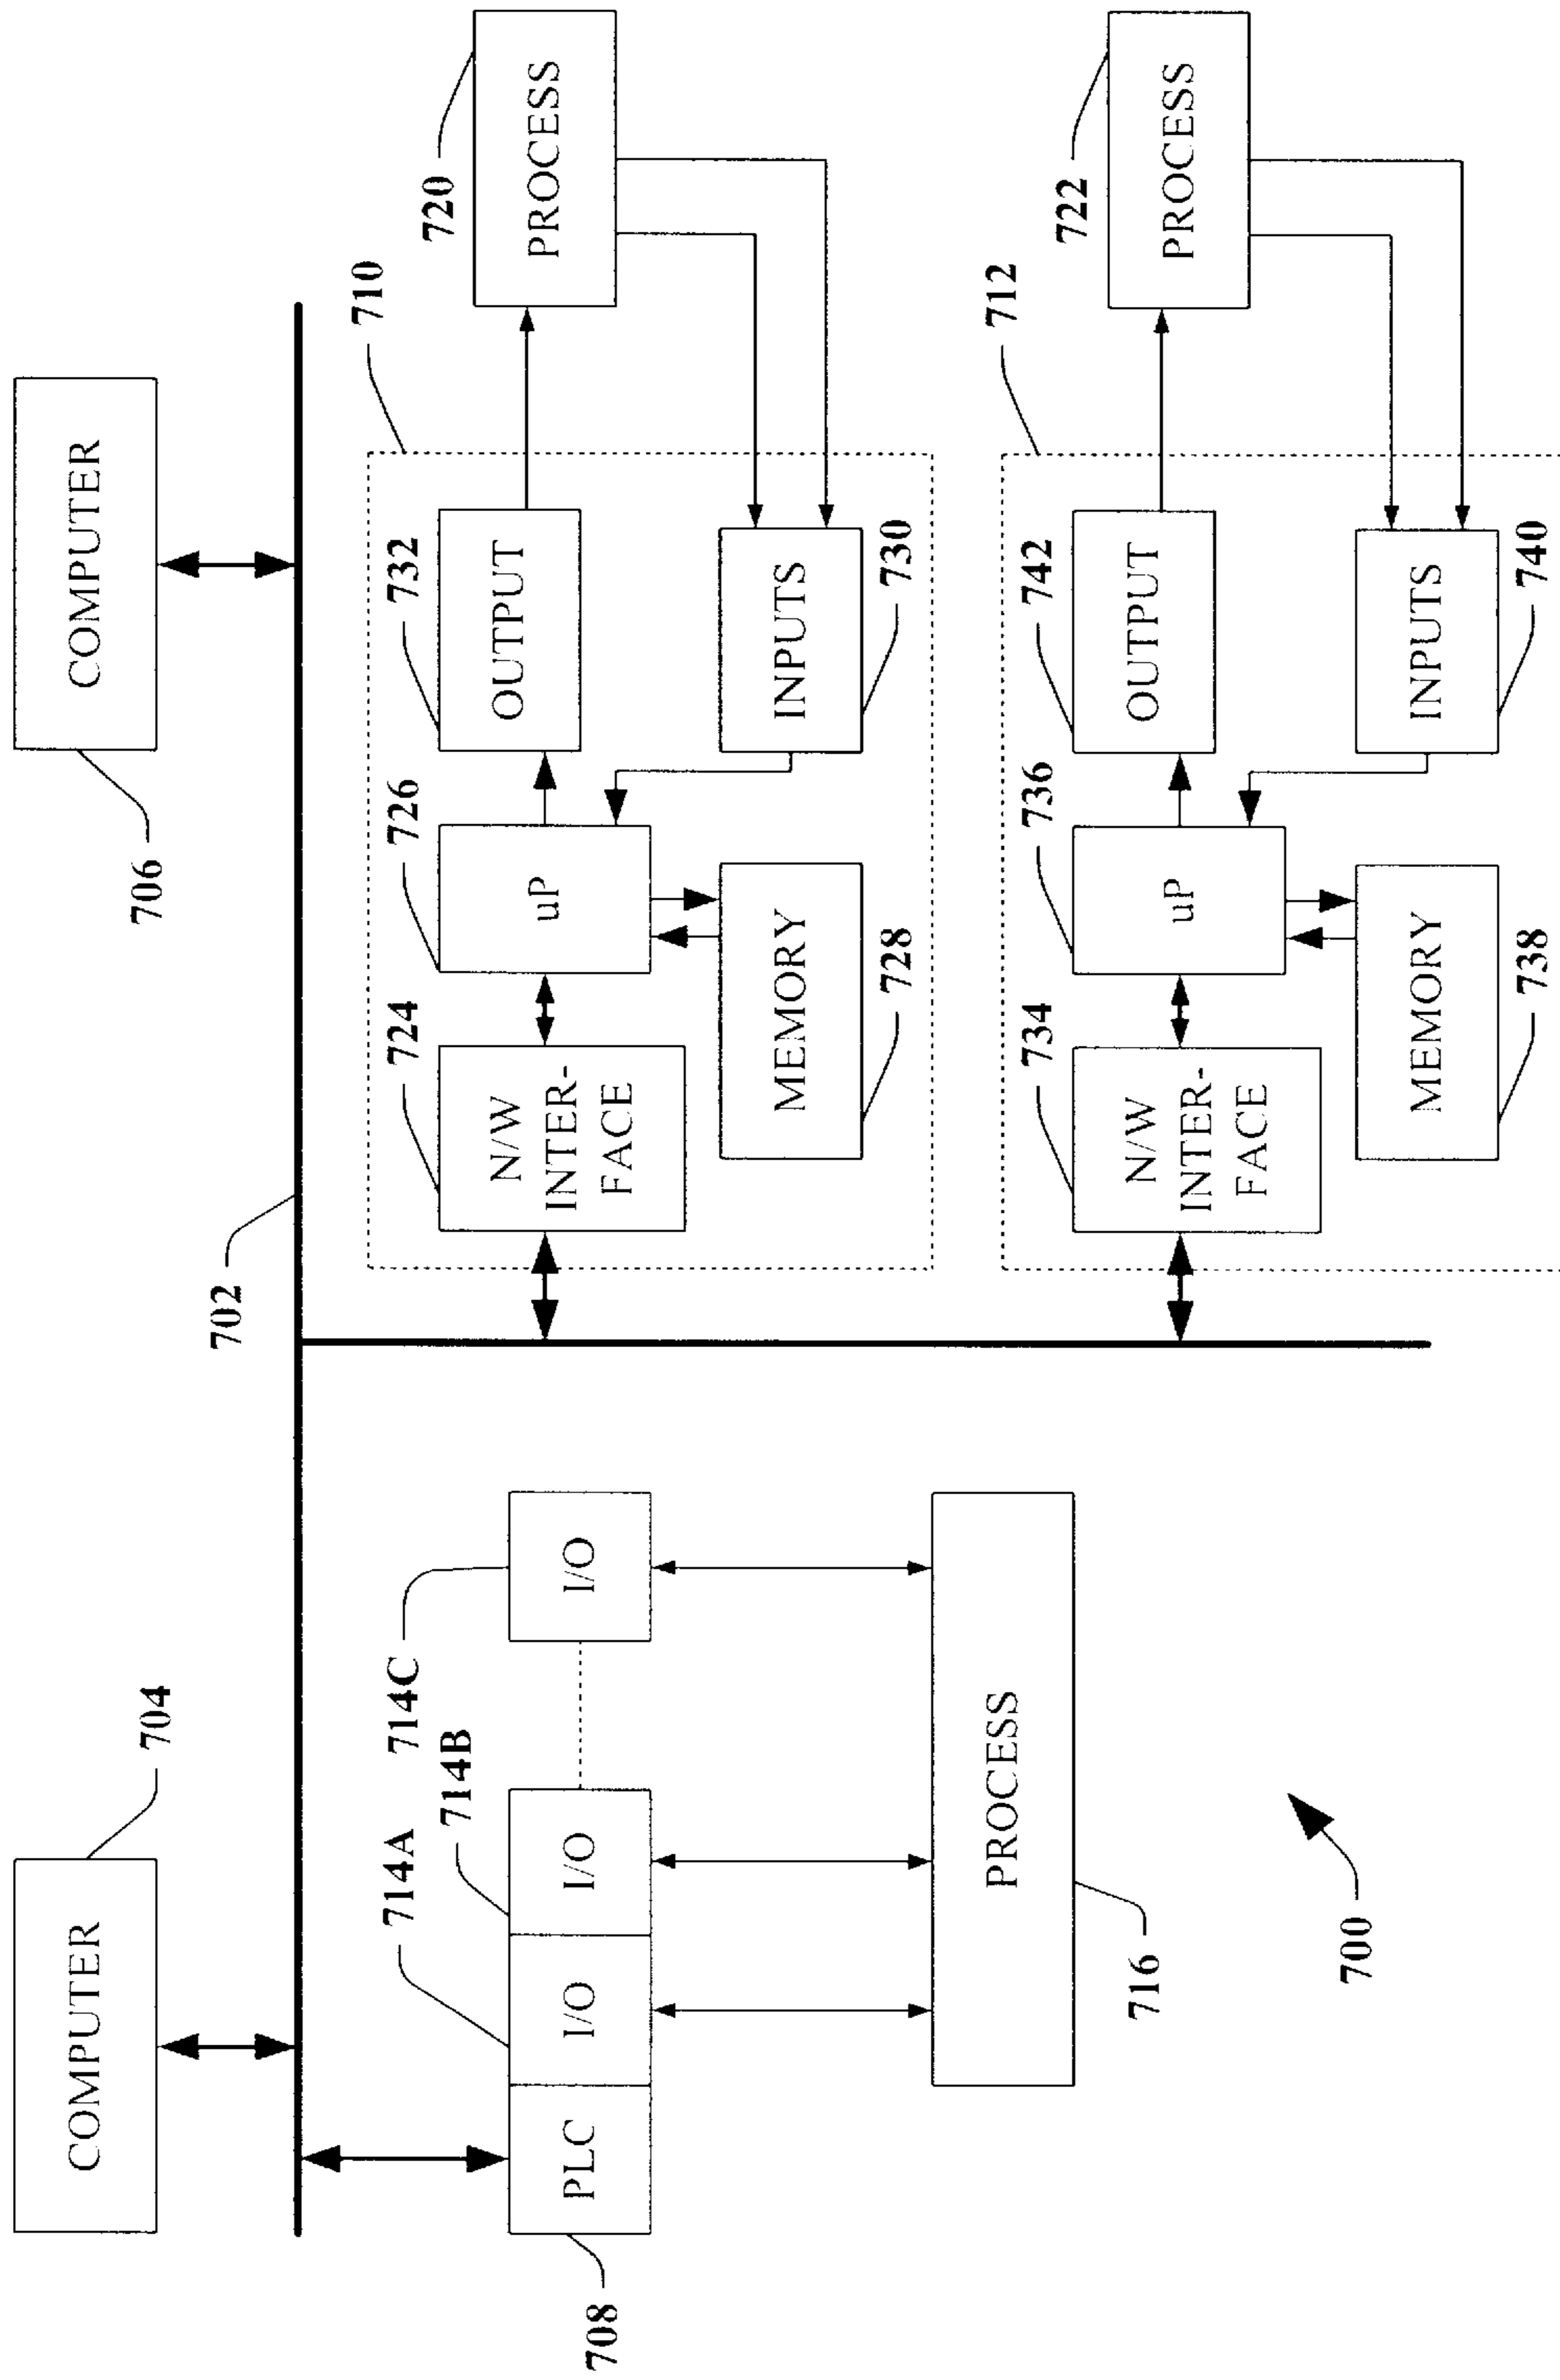 COMPUTER
704
COMPUTER
706
702
708
PLC
I/O
I/O
I/O
714A
714B
714C
PROCESS
716
700
710
724
N/W
INTER-
FACE
726
uP
732
OUTPUT
720
PROCESS
MEMORY
728
INPUTS
730
712
734
N/W
INTER-
FACE
736
uP
742
OUTPUT
722
PROCESS
MEMORY
738
INPUTS
740